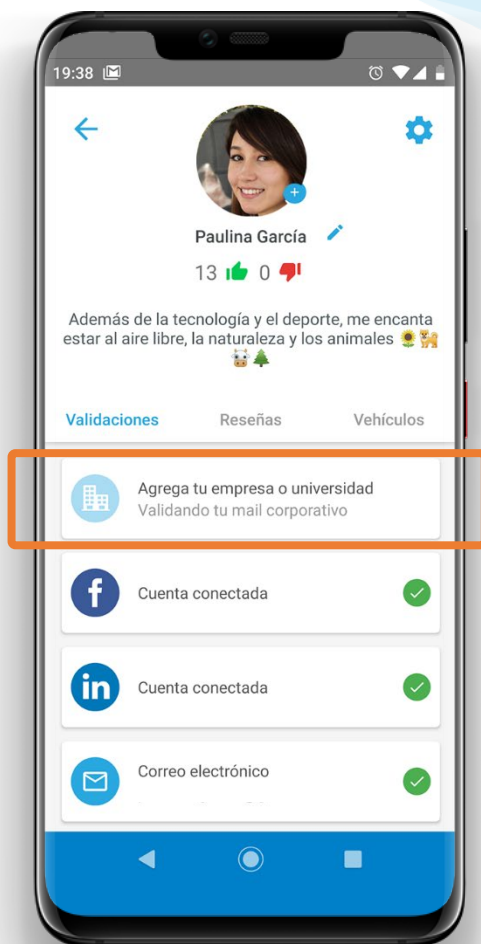 19:38
Paulina García
13 0
Además de la tecnología y el deporte, me encanta
estar al aire libre, la naturaleza y los animales 🌻🐕
🐮🌲
Validaciones Reseñas Vehículos
Agrega tu empresa o universidad
Validando tu mail corporativo
f Cuenta conectada
in Cuenta conectada
Correo electrónico